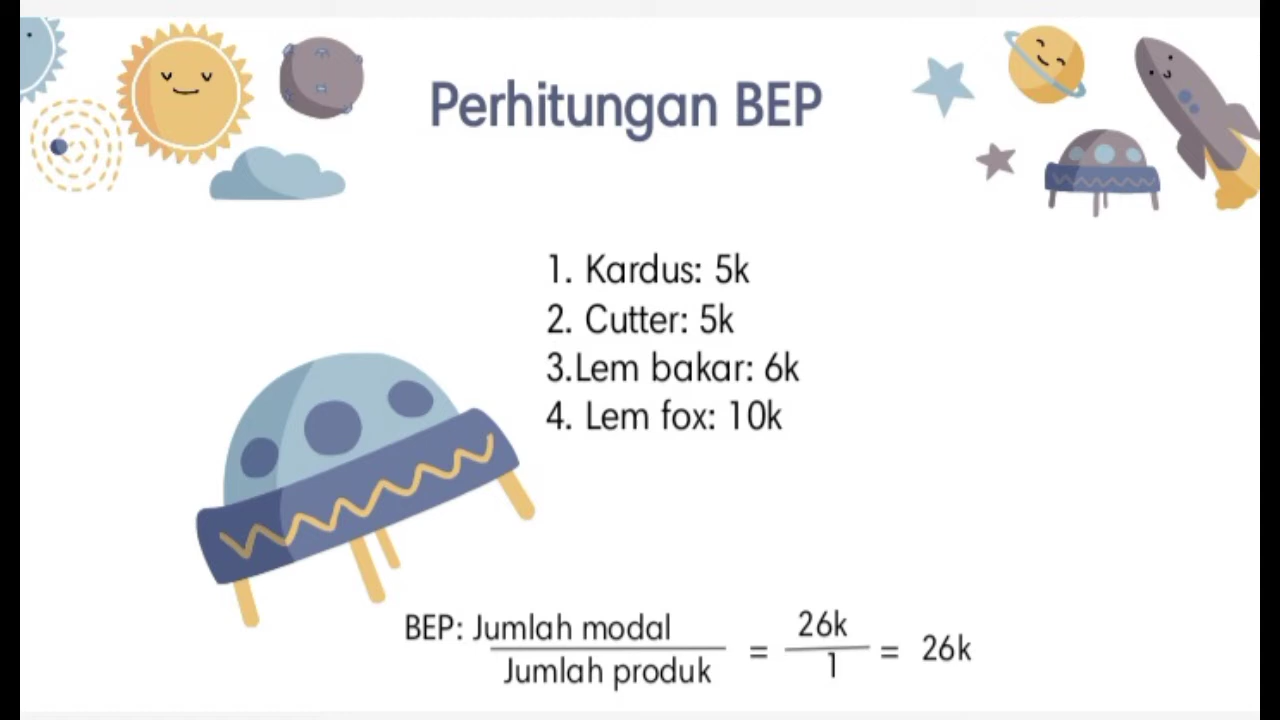 Perhitungan BEP
1. Kardus: 5k
2. Cutter: 5k
3.Lem bakar: 6k
4. Lem fox: 10k
BEP: Jumlah modal
Jumlah produk
= 26k
1
= 26k